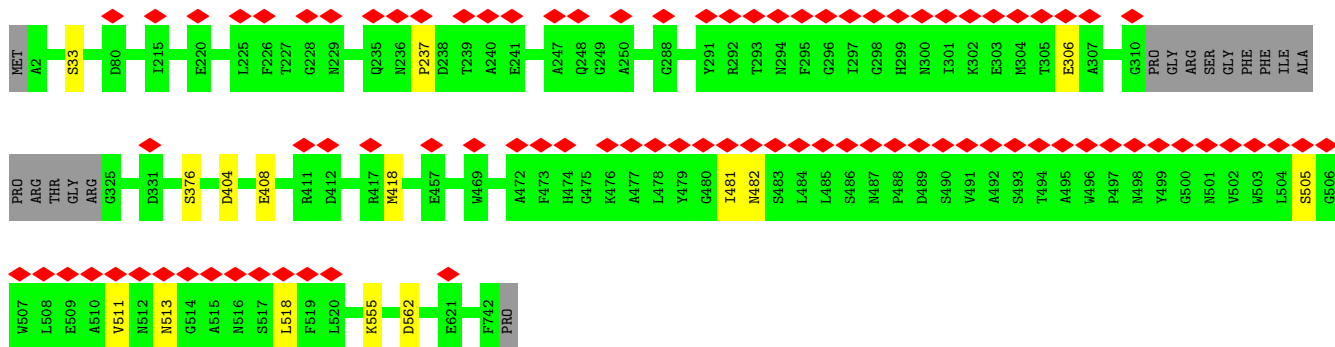 MET A2 S33 D80 I215 E220 L225 F226 T227 G228 N229 Q235 N236 P237 D238 T239 A240 E241 A247 Q248 G249 A250 G288 Y291 R292 T293 N294 F295 G296 I297 G298 H299 N300 I301 K302 E303 M304 T305 E306 A307 G310 PRO GLY ARG SER GLY PHE PHE ILE ALA
PRO ARG THR GLY ARG G325 D331 S376 D404 E408 R411 D412 R417 M418 E457 W469 A472 F473 H474 G475 K476 A477 L478 Y479 G480 I481 N482 S483 L484 L485 S486 N487 P488 D489 S490 V491 A492 S493 T494 A495 W496 P497 N498 Y499 G500 N501 V502 W503 L504 S505 G506
W507 L508 E509 A510 V511 N512 N513 G514 A515 N516 S517 L518 F519 L520 K555 D562 E621 F742 PRO